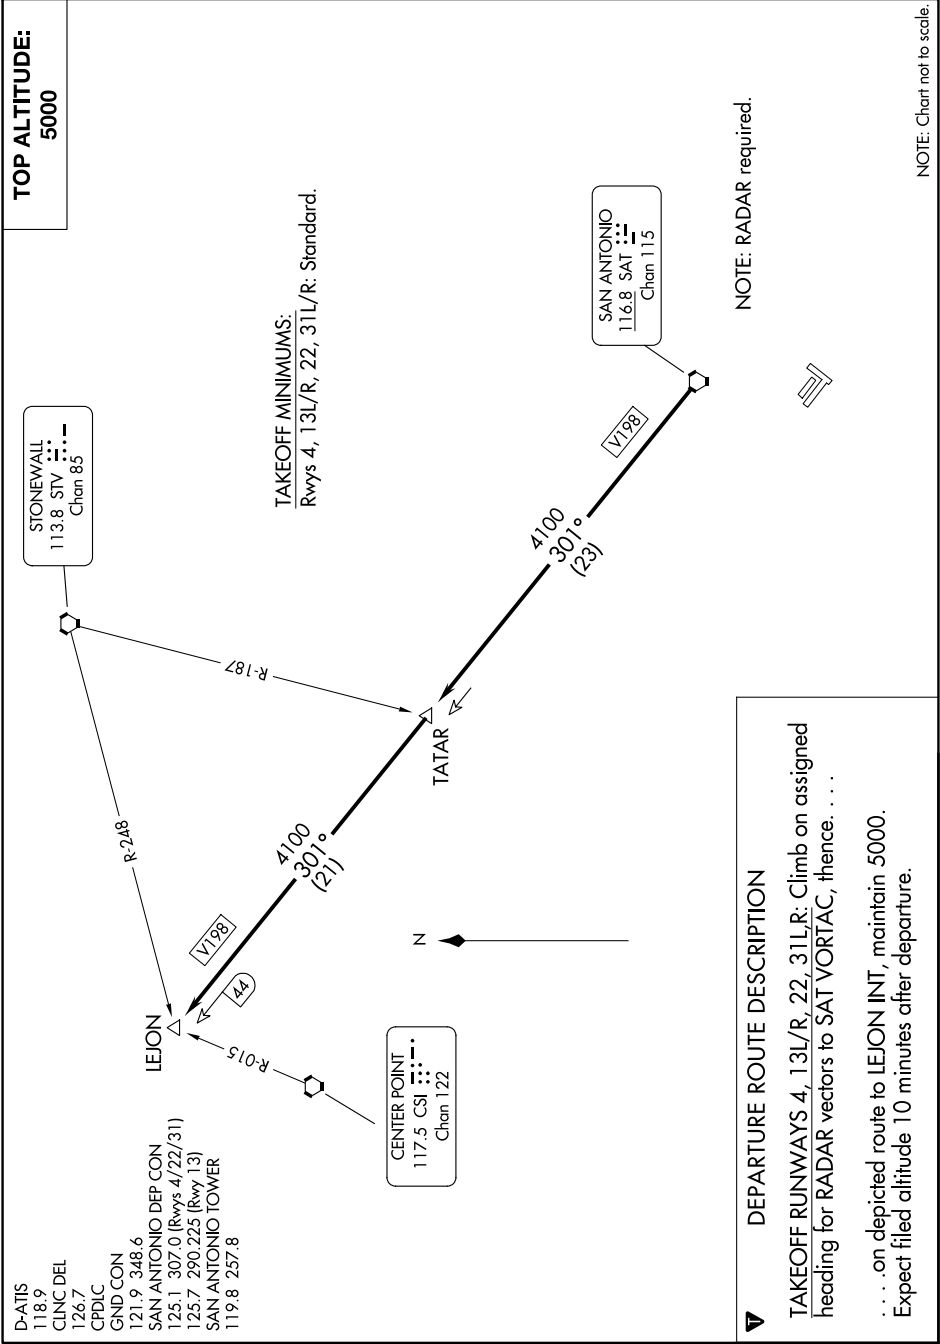 D-ATIS
118.9
CLNC DEL
126.7
CPDLC
GND CON
121.9 348.6
SAN ANTONIO DEP CON
125.1 307.0 (Rwys 4/22/31)
125.7 290.225 (Rwy 13)
SAN ANTONIO TOWER
119.8 257.8
TOP ALTITUDE:
5000
STONEWALL
113.8 STV
Chan 85
LEJON
R-248
R-187
R-015
V198
44
4100
301°
(21)
CENTER POINT
117.5 CSI
Chan 122
N
TATAR
4100
301°
(23)
V198
TAKEOFF MINIMUMS:
Rwys 4, 13L/R, 22, 31L/R: Standard.
SAN ANTONIO
116.8 SAT
Chan 115
NOTE: RADAR required.
T
DEPARTURE ROUTE DESCRIPTION
TAKEOFF RUNWAYS 4, 13L/R, 22, 31L,R: Climb on assigned
heading for RADAR vectors to SAT VORTAC, thence. . . .
. . . .on depicted route to LEJON INT, maintain 5000.
Expect filed altitude 10 minutes after departure.
NOTE: Chart not to scale.